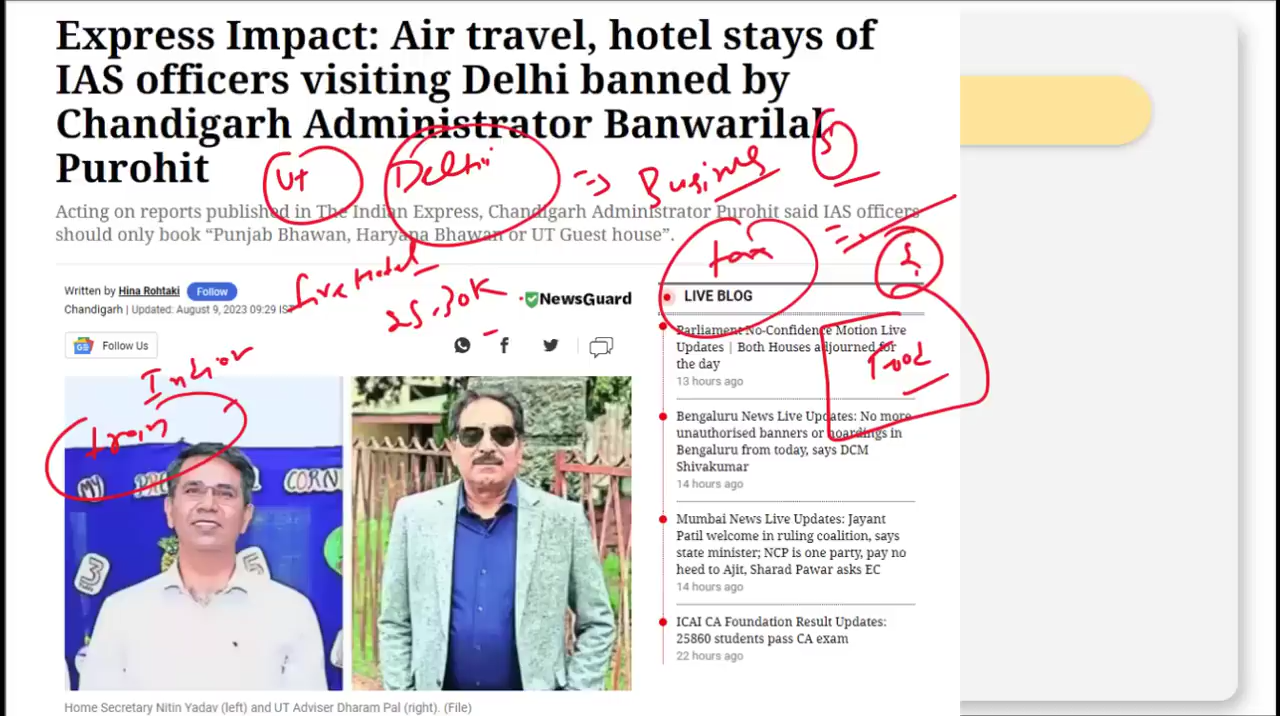 Express Impact: Air travel, hotel stays of
IAS officers visiting Delhi banned by
Chandigarh Administrator Banwarilal
Purohit
UT
Delhi
Business
5
Acting on reports published in The Indian Express, Chandigarh Administrator Purohit said IAS officers
should only book “Punjab Bhawan, Haryana Bhawan or UT Guest house”.
five Hotel
25-30K
Written by Hina Rohtaki Follow
Chandigarh | Updated: August 9, 2023 09:29 IST
NewsGuard
Follow Us
Indior
train
MY
CORN
3
5
Home Secretary Nitin Yadav (left) and UT Adviser Dharam Pal (right). (File)
LIVE BLOG
Parliament No-Confidence Motion Live
Updates | Both Houses adjourned for
the day
13 hours ago
Food
Bengaluru News Live Updates: No more
unauthorised banners or hoardings in
Bengaluru from today, says DCM
Shivakumar
14 hours ago
Mumbai News Live Updates: Jayant
Patil welcome in ruling coalition, says
state minister; NCP is one party, pay no
heed to Ajit, Sharad Pawar asks EC
14 hours ago
ICAI CA Foundation Result Updates:
25860 students pass CA exam
22 hours ago